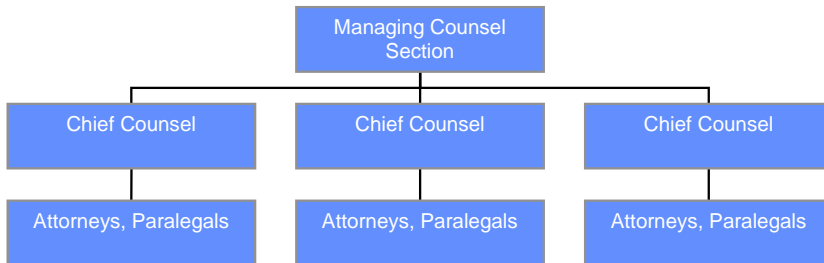 Managing Counsel
Section
Chief Counsel
Chief Counsel
Chief Counsel
Attorneys, Paralegals
Attorneys, Paralegals
Attorneys, Paralegals